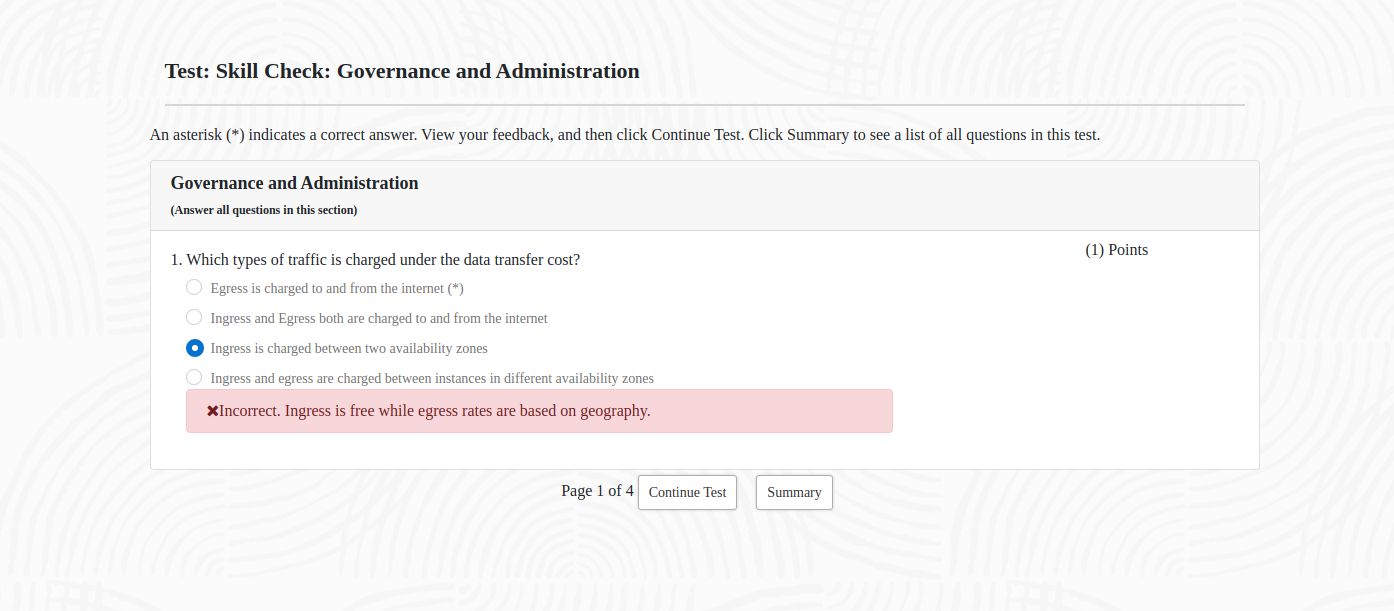 Test: Skill Check: Governance and Administration
An asterisk (*) indicates a correct answer. View your feedback, and then click Continue Test. Click Summary to see a list of all questions in this test.
Governance and Administration
(Answer all questions in this section)
1. Which types of traffic is charged under the data transfer cost?
(1) Points
Egress is charged to and from the internet (*)
Ingress and Egress both are charged to and from the internet
Ingress is charged between two availability zones
Ingress and egress are charged between instances in different availability zones
✖Incorrect. Ingress is free while egress rates are based on geography.
Page 1 of 4 Continue Test Summary